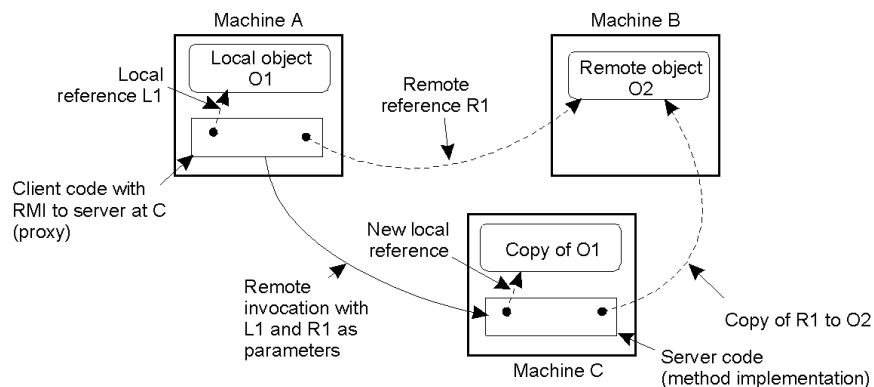 Machine A
Machine B
Local object
O1
Remote object
O2
Local
reference L1
Remote
reference R1
Client code with
RMI to server at C
(proxy)
New local
reference
Copy of O1
Remote
invocation with
L1 and R1 as
parameters
Copy of R1 to O2
Machine C
Server code
(method implementation)